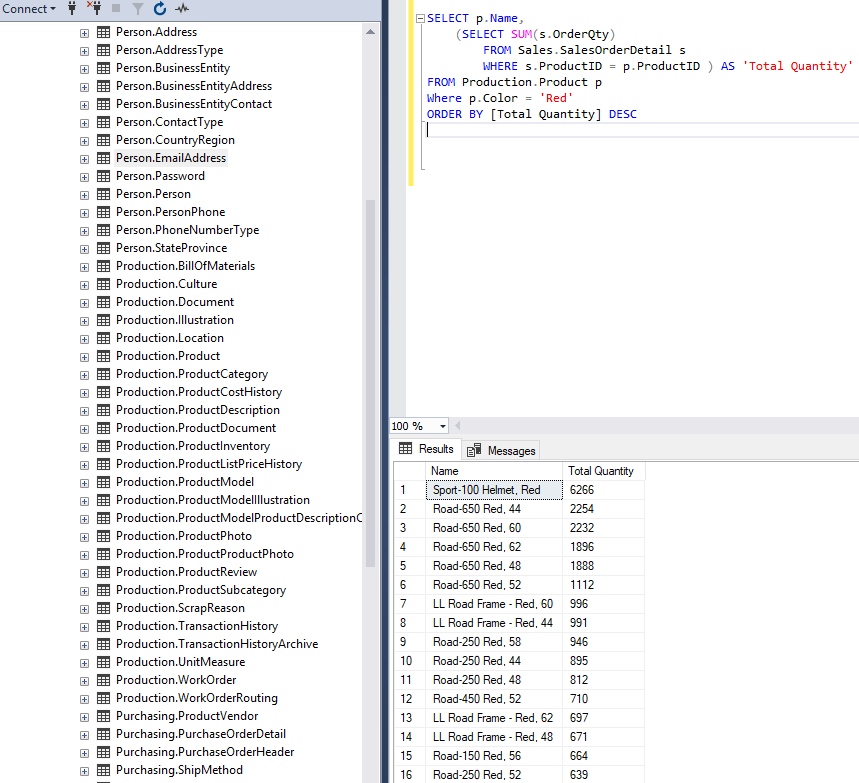 Connect
Person.Address
Person.AddressType
Person.BusinessEntity
Person.BusinessEntityAddress
Person.BusinessEntityContact
Person.ContactType
Person.CountryRegion
Person.EmailAddress
Person.Password
Person.Person
Person.PersonPhone
Person.PhoneNumberType
Person.StateProvince
Production.BillOfMaterials
Production.Culture
Production.Document
Production.Illustration
Production.Location
Production.Product
Production.ProductCategory
Production.ProductCostHistory
Production.ProductDescription
Production.ProductDocument
Production.ProductInventory
Production.ProductListPriceHistory
Production.ProductModel
Production.ProductModelIllustration
Production.ProductModelProductDescriptionC
Production.ProductPhoto
Production.ProductProductPhoto
Production.ProductReview
Production.ProductSubcategory
Production.ScrapReason
Production.TransactionHistory
Production.TransactionHistoryArchive
Production.UnitMeasure
Production.WorkOrder
Production.WorkOrderRouting
Purchasing.ProductVendor
Purchasing.PurchaseOrderDetail
Purchasing.PurchaseOrderHeader
Purchasing.ShipMethod
SELECT p.Name,
(SELECT SUM(s.OrderQty)
FROM Sales.SalesOrderDetail s
WHERE s.ProductID = p.ProductID ) AS 'Total Quantity'
FROM Production.Product p
Where p.Color = 'Red'
ORDER BY [Total Quantity] DESC
100 %
Results Messages
Name Total Quantity
1 Sport-100 Helmet, Red 6266
2 Road-650 Red, 44 2254
3 Road-650 Red, 60 2232
4 Road-650 Red, 62 1896
5 Road-650 Red, 48 1888
6 Road-650 Red, 52 1112
7 LL Road Frame - Red, 60 996
8 LL Road Frame - Red, 44 991
9 Road-250 Red, 58 946
10 Road-250 Red, 44 895
11 Road-250 Red, 48 812
12 Road-450 Red, 52 710
13 LL Road Frame - Red, 62 697
14 LL Road Frame - Red, 48 671
15 Road-150 Red, 56 664
16 Road-250 Red, 52 639